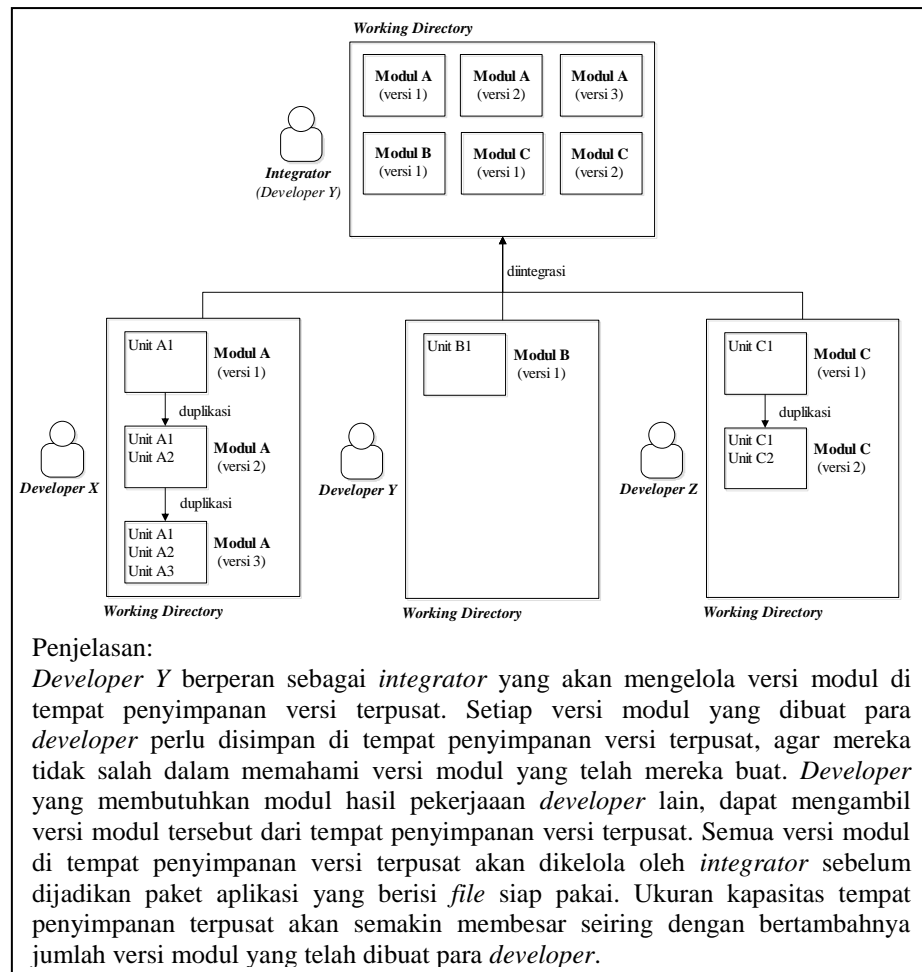 Working Directory
Modul A
(versi 1)
Modul A
(versi 2)
Modul A
(versi 3)
Modul B
(versi 1)
Modul C
(versi 1)
Modul C
(versi 2)
Integrator
(Developer Y)
diintegrasi
Unit A1
Modul A
(versi 1)
duplikasi
Unit A1
Unit A2
Modul A
(versi 2)
duplikasi
Unit A1
Unit A2
Unit A3
Modul A
(versi 3)
Developer X
Working Directory
Unit B1
Modul B
(versi 1)
Developer Y
Working Directory
Unit C1
Modul C
(versi 1)
duplikasi
Unit C1
Unit C2
Modul C
(versi 2)
Developer Z
Working Directory
Penjelasan:
Developer Y berperan sebagai integrator yang akan mengelola versi modul di
tempat penyimpanan versi terpusat. Setiap versi modul yang dibuat para
developer perlu disimpan di tempat penyimpanan versi terpusat, agar mereka
tidak salah dalam memahami versi modul yang telah mereka buat. Developer
yang membutuhkan modul hasil pekerjaaan developer lain, dapat mengambil
versi modul tersebut dari tempat penyimpanan versi terpusat. Semua versi modul
di tempat penyimpanan versi terpusat akan dikelola oleh integrator sebelum
dijadikan paket aplikasi yang berisi file siap pakai. Ukuran kapasitas tempat
penyimpanan terpusat akan semakin membesar seiring dengan bertambahnya
jumlah versi modul yang telah dibuat para developer.